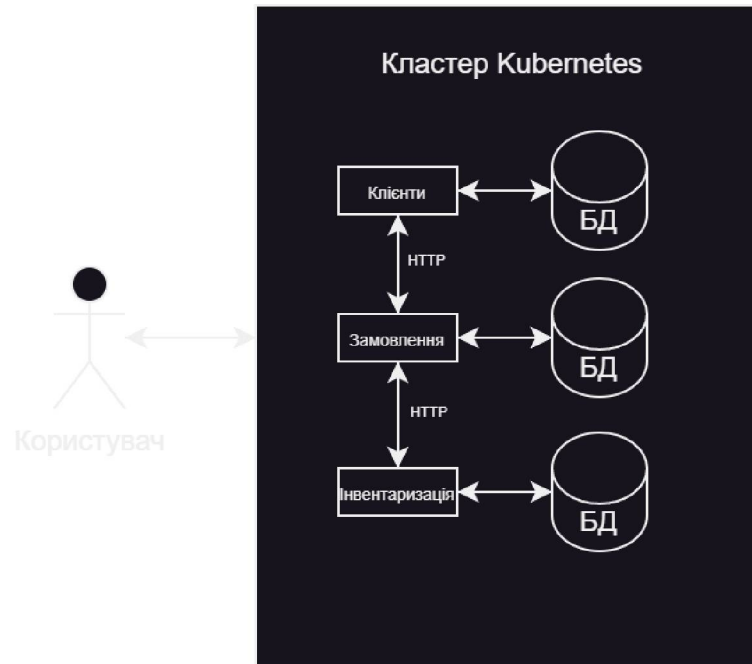 Кластер Kubernetes
Клієнти
БД
HTTP
Замовлення
БД
HTTP
Користувач
Інвентаризація
БД